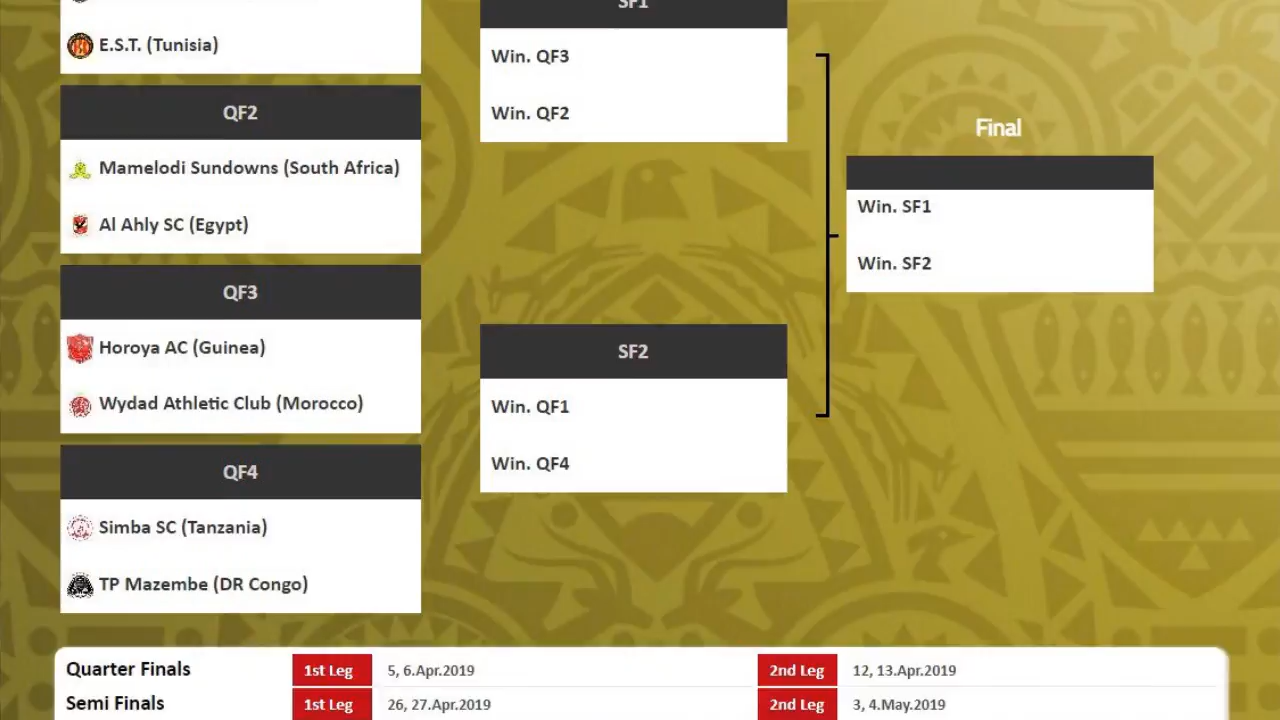 E.S.T. (Tunisia)
QF2
Mamelodi Sundowns (South Africa)
Al Ahly SC (Egypt)
QF3
Horoya AC (Guinea)
Wydad Athletic Club (Morocco)
QF4
Simba SC (Tanzania)
TP Mazembe (DR Congo)
SF1
Win. QF3
Win. QF2
SF2
Win. QF1
Win. QF4
Final
Win. SF1
Win. SF2
Quarter Finals 1st Leg 5, 6.Apr.2019 2nd Leg 12, 13.Apr.2019
Semi Finals 1st Leg 26, 27.Apr.2019 2nd Leg 3, 4.May.2019